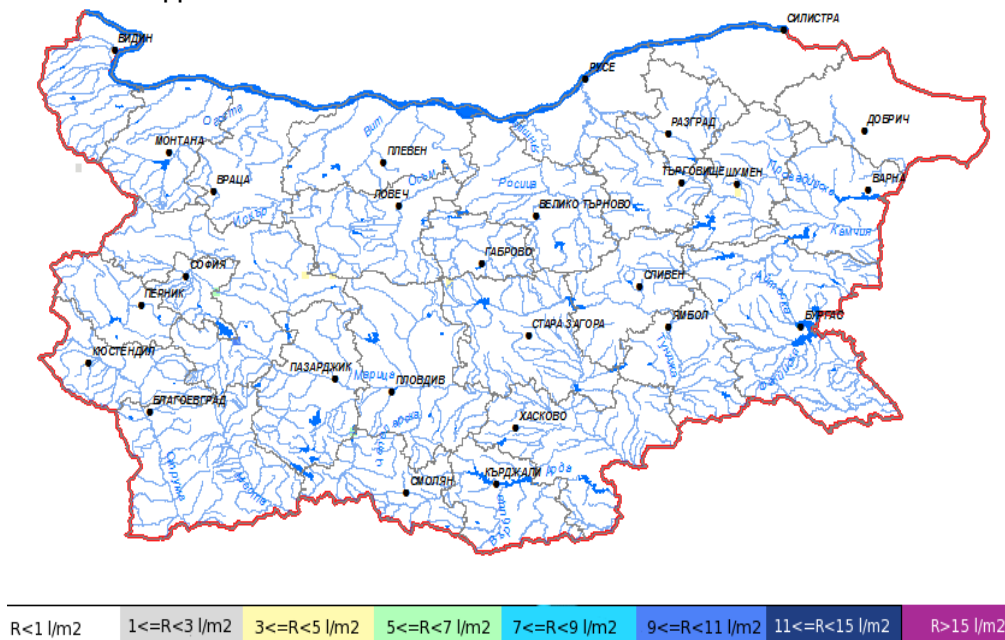 СИЛИСТРА
ВИДИН
РУСЕ
Огоста
Вит
РАЗГРАД
ДОБРИЧ
МОНТАНА
ПЛЕВЕН
Осъм
ТЪРГОВИЩЕ
ШУМЕН
Провадийска
ВАРНА
ВРАЦА
ЛОВЕЧ
Росица
Искър
ВЕЛИКО ТЪРНОВО
Камчия
ГАБРОВО
СОФИЯ
СЛИВЕН
ПЕРНИК
СТАРА ЗАГОРА
ЯМБОЛ
БУРГАС
КЮСТЕНДИЛ
ПАЗАРДЖИК
Марица
ПЛОВДИВ
БЛАГОЕВГРАД
ХАСКОВО
КЪРДЖАЛИ
СМОЛЯН
Струма
Места
R<1 l/m2 1<=R<3 l/m2 3<=R<5 l/m2 5<=R<7 l/m2 7<=R<9 l/m2 9<=R<11 l/m2 11<=R<15 l/m2 R>15 l/m2